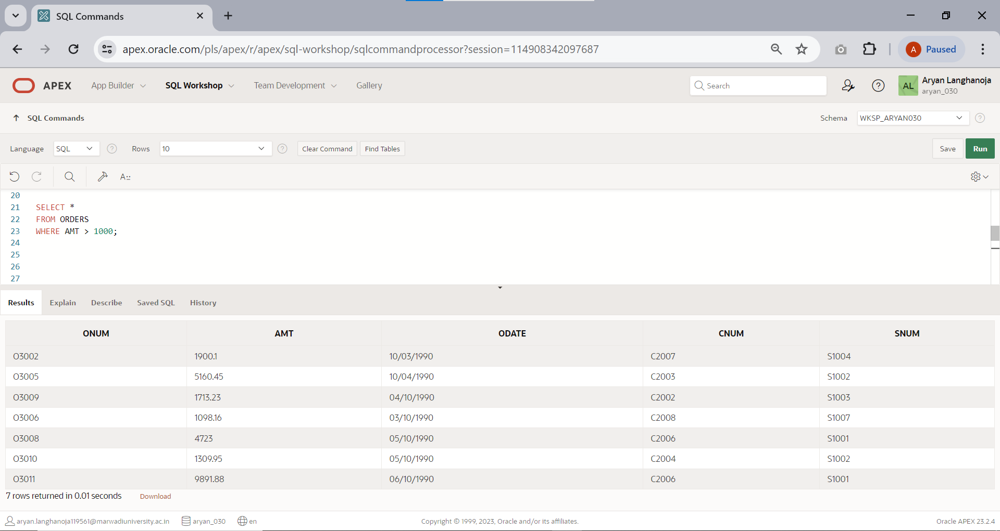 SQL Commands
apex.oracle.com/pls/apex/r/apex/sql-workshop/sqlcommandprocessor?session=114908342097687
A Paused
APEX App Builder SQL Workshop Team Development Gallery Search ? AL Aryan Langhanoja
aryan_030
SQL Commands Schema WKSP_ARYAN030 ?
Language SQL ? Rows 10 ? Clear Command Find Tables Save Run
A::
20
21 SELECT *
22 FROM ORDERS
23 WHERE AMT > 1000;
24
25
26
27
Results Explain Describe Saved SQL History
ONUM AMT ODATE CNUM SNUM
O3002 1900.1 10/03/1990 C2007 S1004
O3005 5160.45 10/04/1990 C2003 S1002
O3009 1713.23 04/10/1990 C2002 S1003
O3006 1098.16 03/10/1990 C2008 S1007
O3008 4723 05/10/1990 C2006 S1001
O3010 1309.95 05/10/1990 C2004 S1002
O3011 9891.88 06/10/1990 C2006 S1001
7 rows returned in 0.01 seconds Download
aryan.langhanoja119561@marwadiuniversity.ac.in aryan_030 en Copyright © 1999, 2023, Oracle and/or its affiliates. Oracle APEX 23.2.4